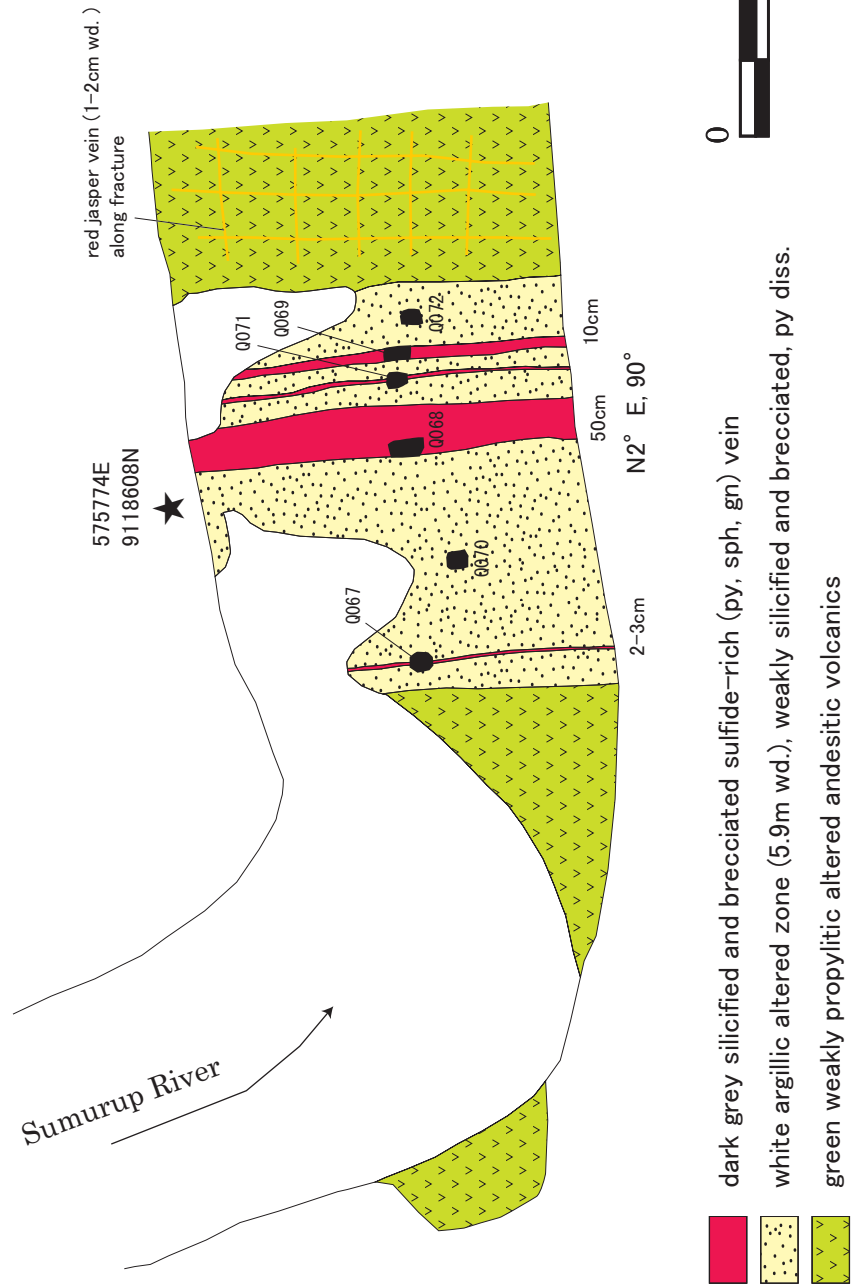 red jasper vein (1-2cm wd. )
along fracture
0
Q071
Q069
Q072
575774E
9118608N
Q068
10cm
50cm
N2° E, 90°
Q067
Q070
2-3cm
Sumurup River
dark grey silicified and brecciated sulfide-rich (py, sph, gn) vein
white argillic altered zone (5.9m wd.), weakly silicified and brecciated, py diss.
green weakly propylitic altered andesitic volcanics